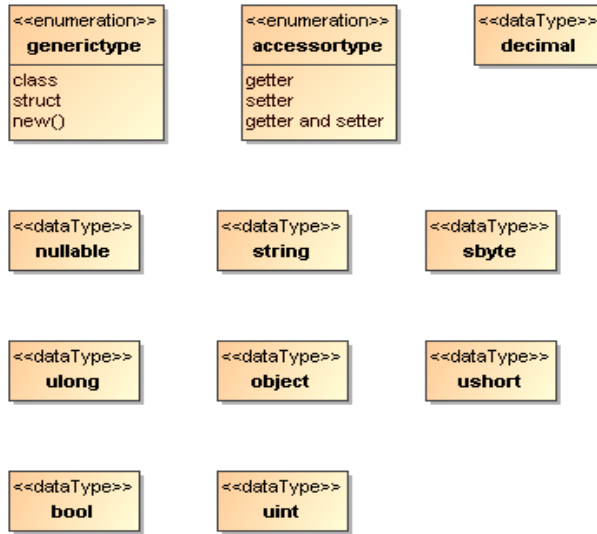 <<enumeration>>
generictype
class
struct
new()
<<enumeration>>
accessortype
getter
setter
getter and setter
<<dataType>>
decimal
<<dataType>>
nullable
<<dataType>>
string
<<dataType>>
sbyte
<<dataType>>
ulong
<<dataType>>
object
<<dataType>>
ushort
<<dataType>>
bool
<<dataType>>
uint